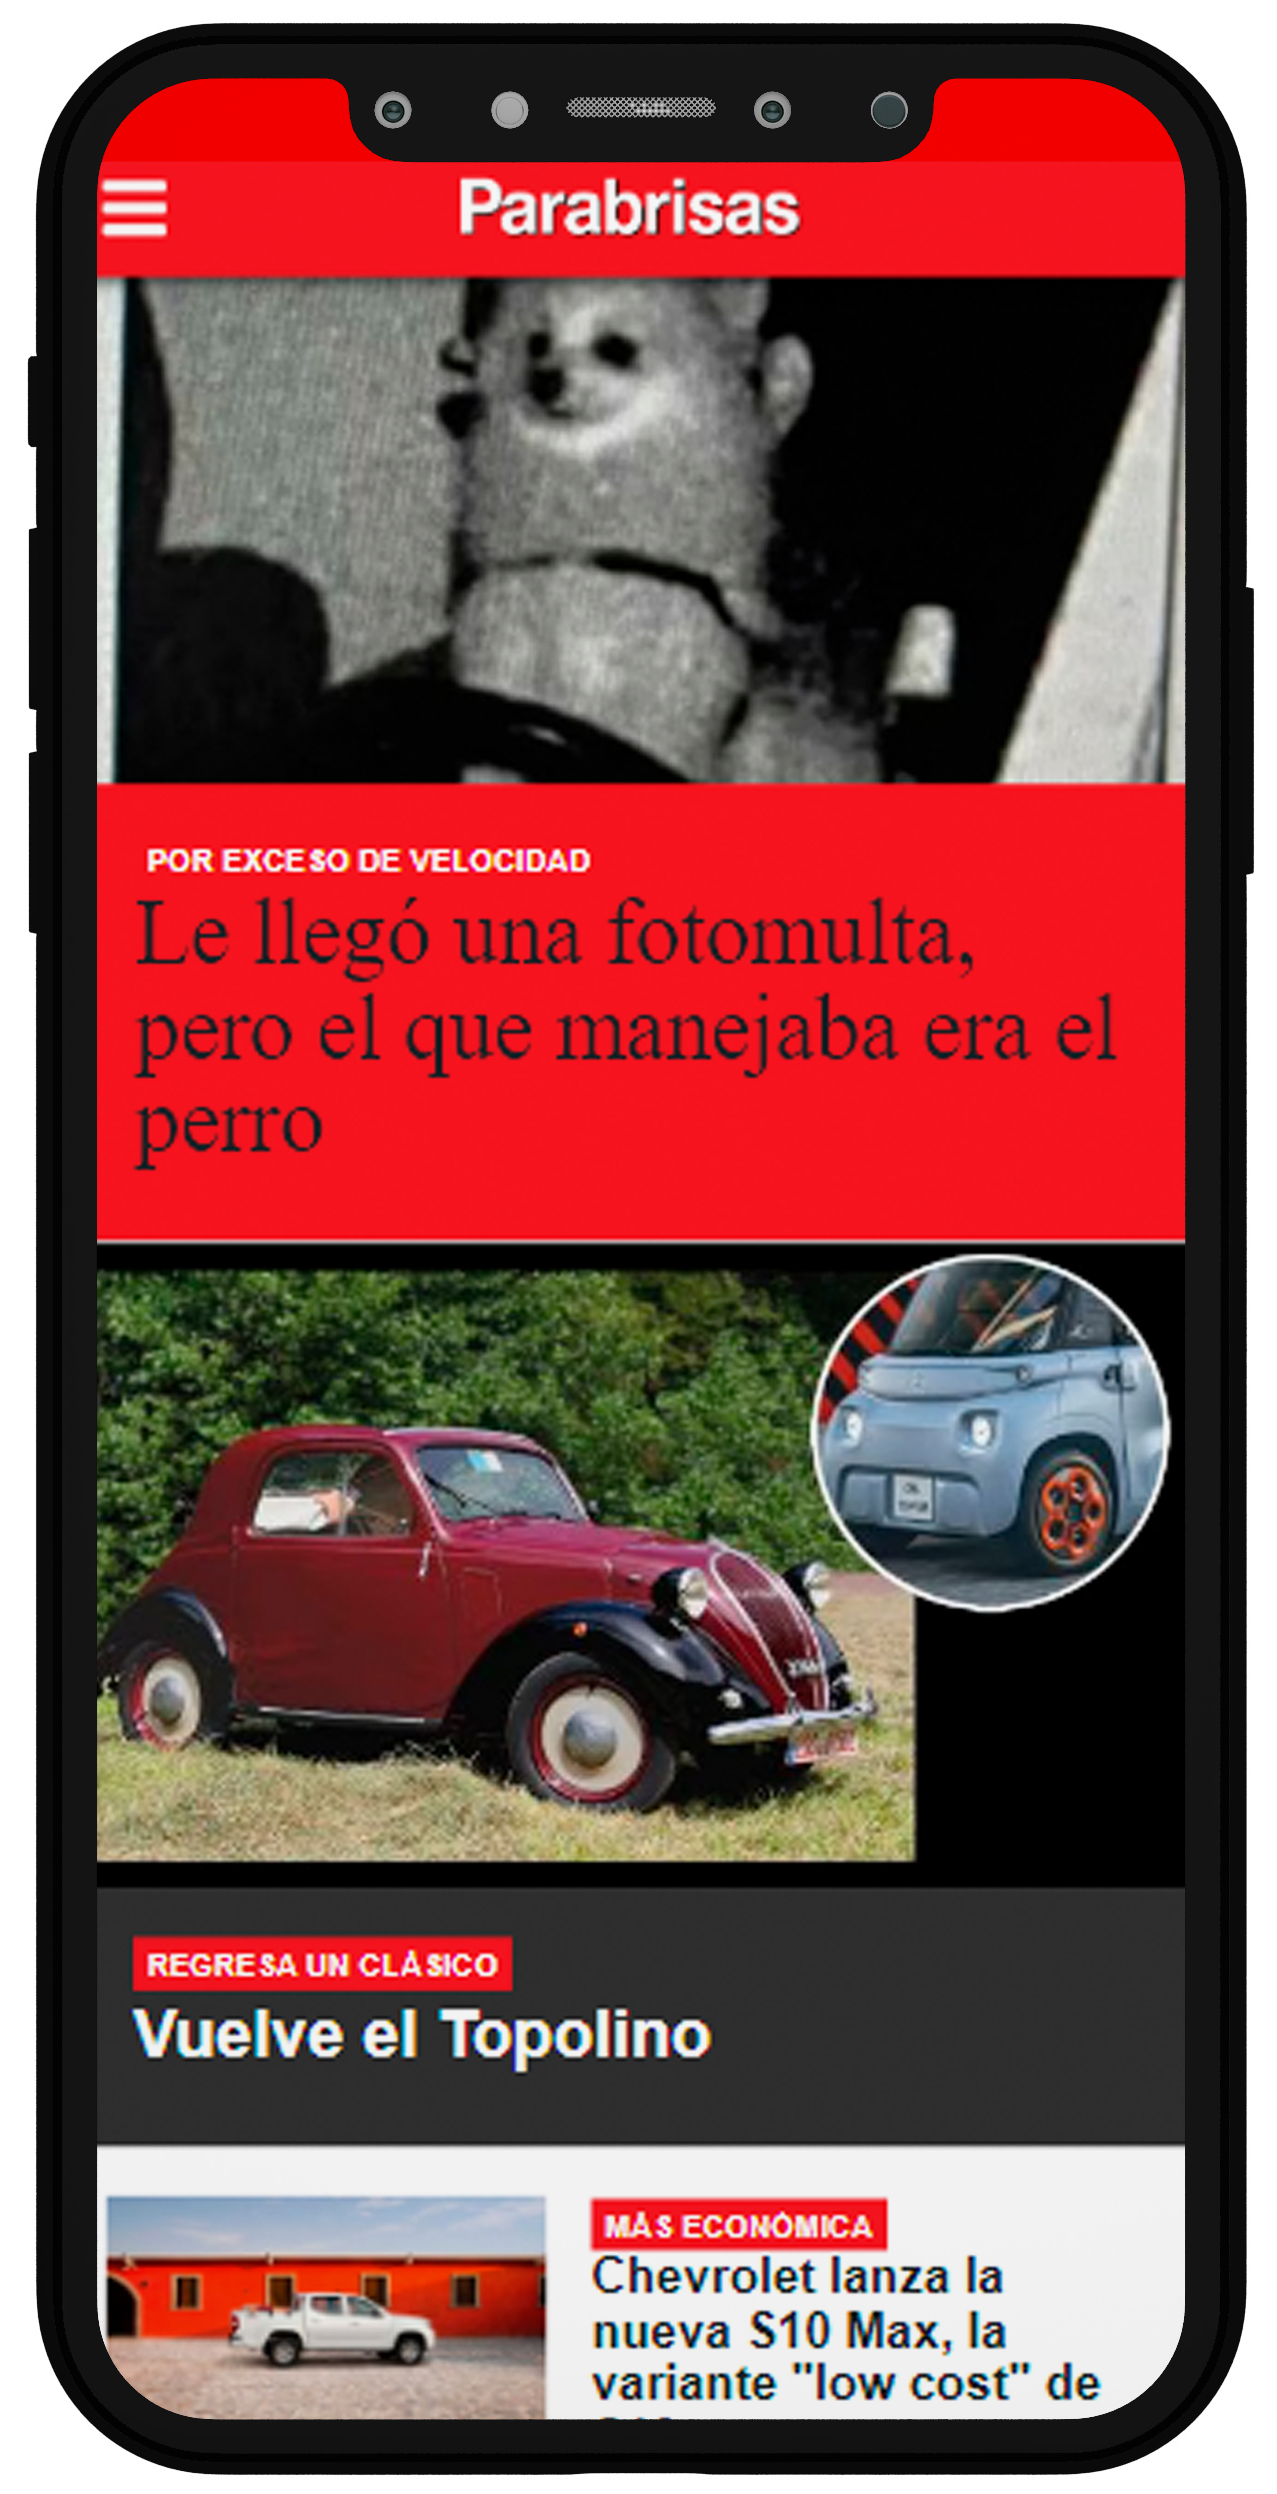 Parabrisas
POR EXCESO DE VELOCIDAD
Le llegó una fotomulta,
pero el que manejaba era el
perro
REGRESA UN CLÁSICO
Vuelve el Topolino
MÁS ECONÓMICA
Chevrolet lanza la
nueva S10 Max, la
variante "low cost" de